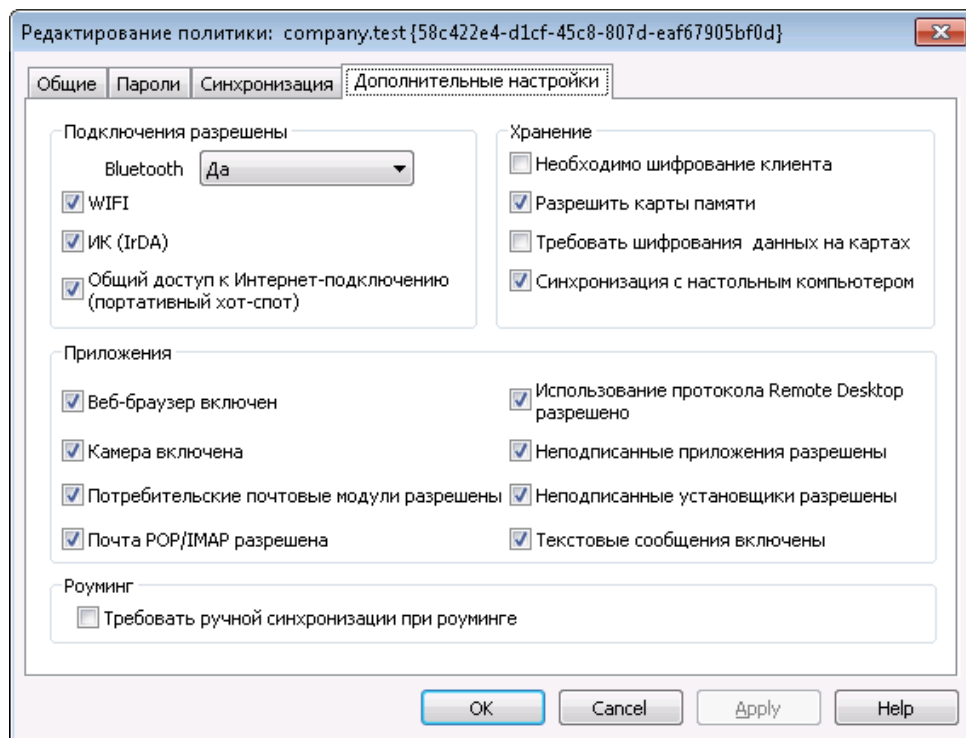 Редактирование политики: company.test {58c422e4-d1cf-45c8-807d-eaf67905bf0d}
Общие
Пароли
Синхронизация
Дополнительные настройки
Подключения разрешены
Bluetooth
Да
WIFI
ИК (IrDA)
Общий доступ к Интернет-подключению
(портативный хот-спот)
Хранение
Необходимо шифрование клиента
Разрешить карты памяти
Требовать шифрования данных на картах
Синхронизация с настольным компьютером
Приложения
Веб-браузер включен
Камера включена
Потребительские почтовые модули разрешены
Почта POP/IMAP разрешена
Использование протокола Remote Desktop
разрешено
Неподписанные приложения разрешены
Неподписанные установщики разрешены
Текстовые сообщения включены
Роуминг
Требовать ручной синхронизации при роуминге
OK
Cancel
Apply
Help